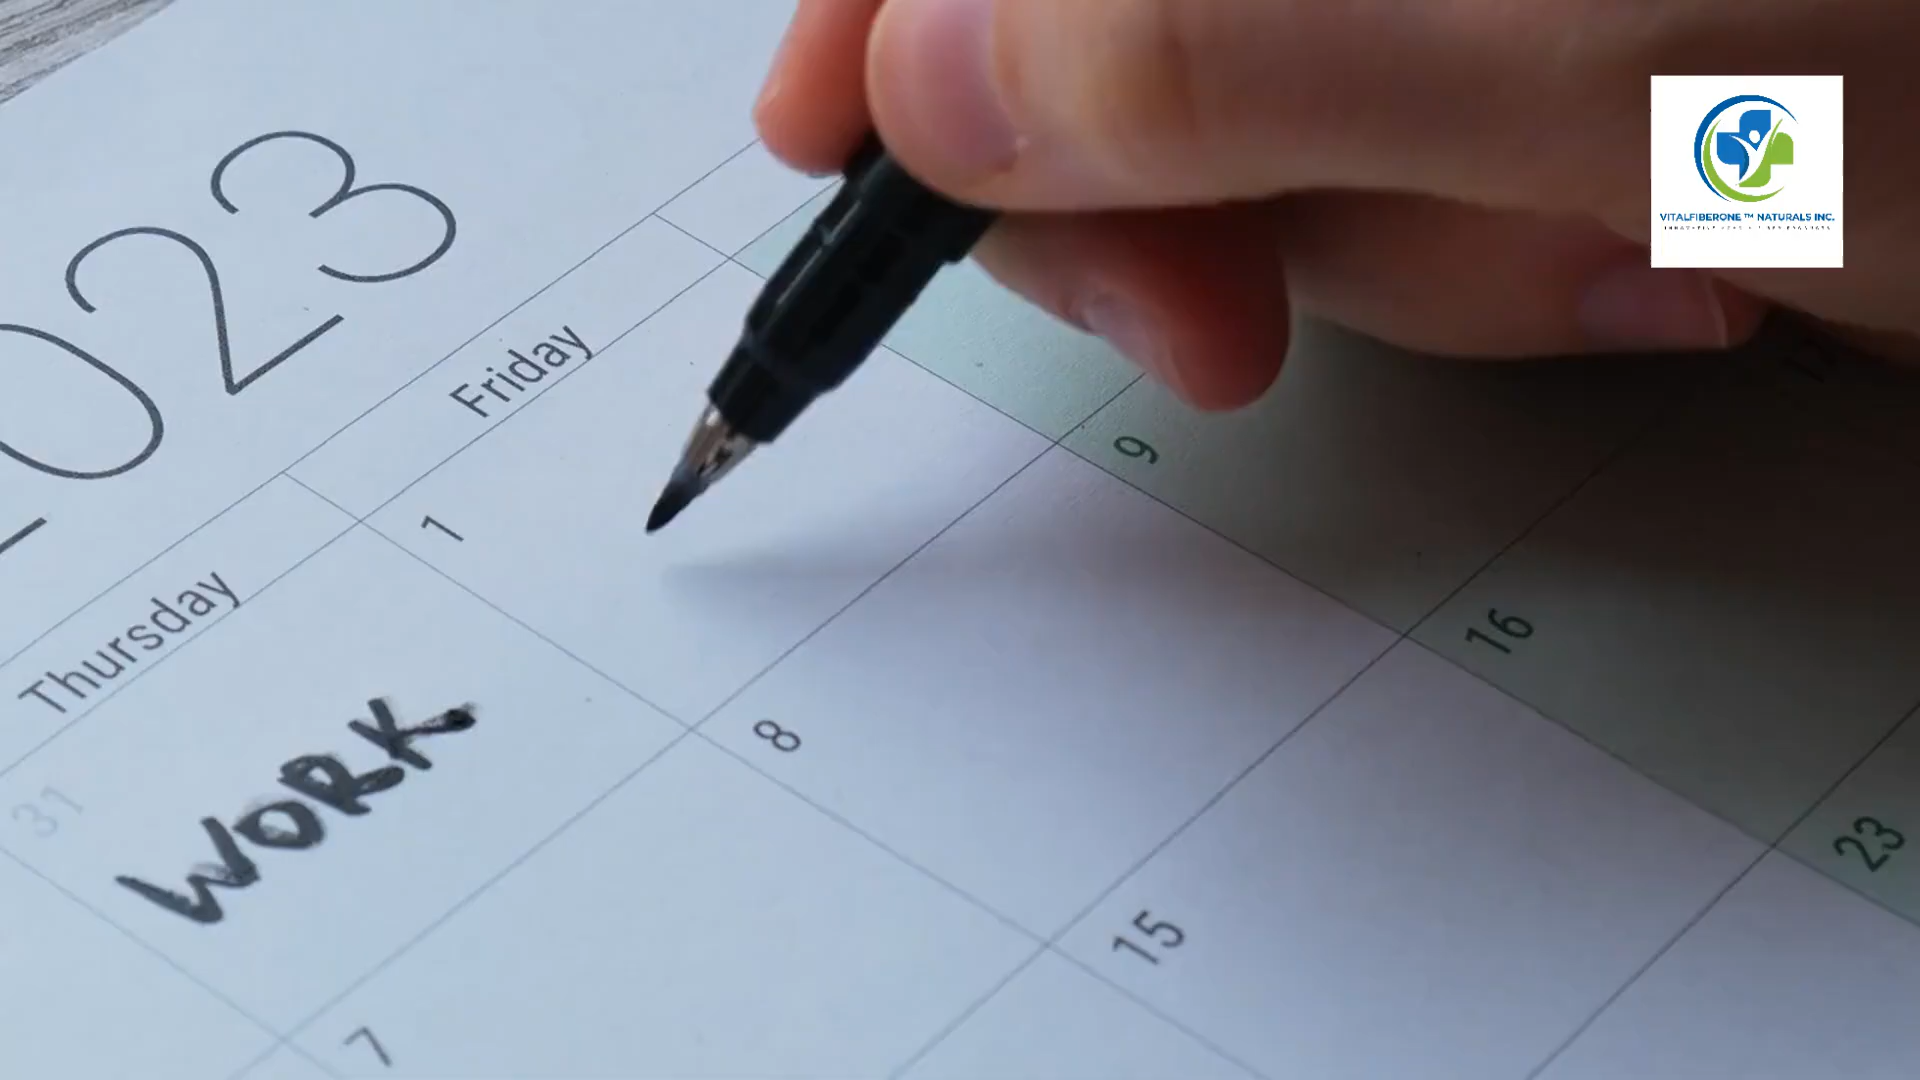 2023
Thursday
Friday
31
WORK
1
9
7
8
16
15
23
VITALFIBERONE ™ NATURALS INC.